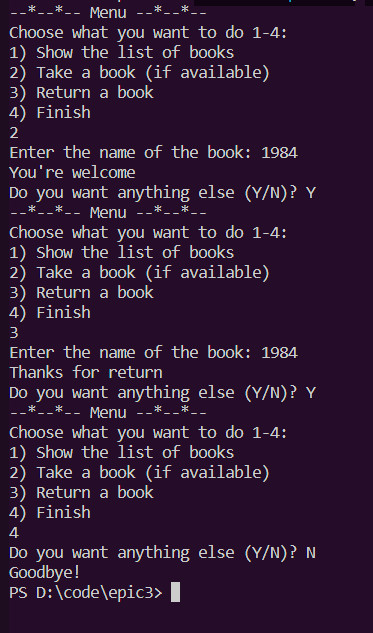 --*--*-- Menu --*--*--
Choose what you want to do 1-4:
1) Show the list of books
2) Take a book (if available)
3) Return a book
4) Finish
2
Enter the name of the book: 1984
You're welcome
Do you want anything else (Y/N)? Y
--*--*-- Menu --*--*--
Choose what you want to do 1-4:
1) Show the list of books
2) Take a book (if available)
3) Return a book
4) Finish
3
Enter the name of the book: 1984
Thanks for return
Do you want anything else (Y/N)? Y
--*--*-- Menu --*--*--
Choose what you want to do 1-4:
1) Show the list of books
2) Take a book (if available)
3) Return a book
4) Finish
4
Do you want anything else (Y/N)? N
Goodbye!
PS D:\code\epic3>